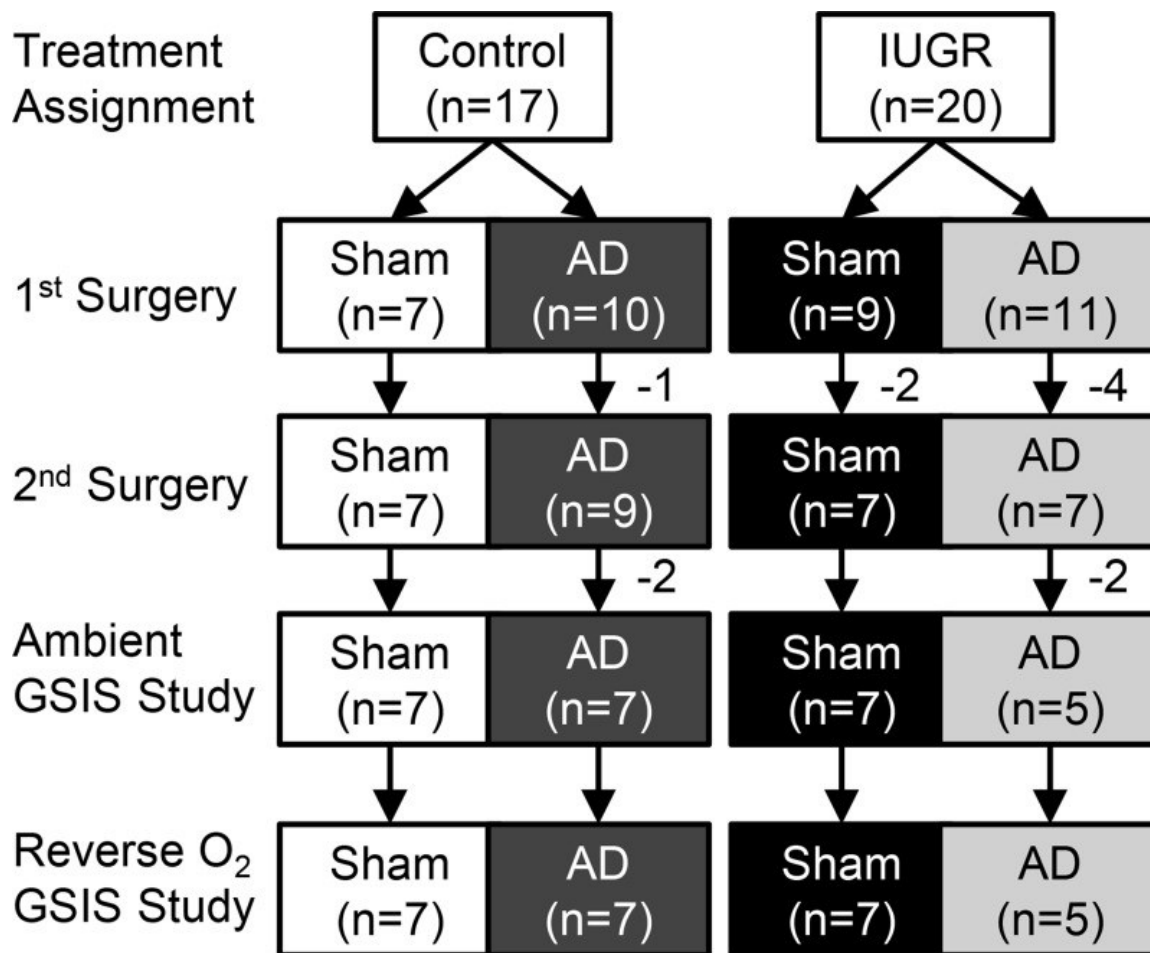 Treatment
Assignment
Control
(n=17)
IUGR
(n=20)
1st Surgery
Sham
(n=7)
AD
(n=10)
Sham
(n=9)
AD
(n=11)
-1
-2
-4
2nd Surgery
Sham
(n=7)
AD
(n=9)
Sham
(n=7)
AD
(n=7)
-2
-2
Ambient
GSIS Study
Sham
(n=7)
AD
(n=7)
Sham
(n=7)
AD
(n=5)
Reverse O2
GSIS Study
Sham
(n=7)
AD
(n=7)
Sham
(n=7)
AD
(n=5)